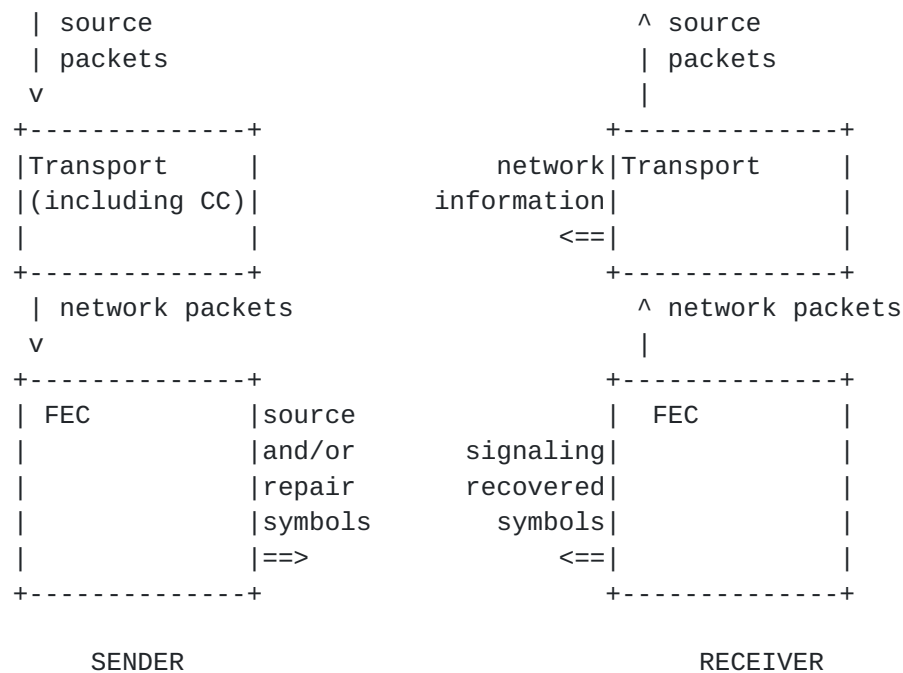 | source                                ^ source
| packets                               | packets
v                                       |
+--------------+                      +--------------+
|Transport     |               network|Transport     |
|(including CC)|           information|              |
|              |                   <==|              |
+--------------+                      +--------------+
| network packets                       ^ network packets
v                                       |
+--------------+                      +--------------+
| FEC          |source                |  FEC         |
|              |and/or       signaling|              |
|              |repair       recovered|              |
|              |symbols        symbols|              |
|              |==>                <==|              |
+--------------+                      +--------------+
SENDER                                  RECEIVER